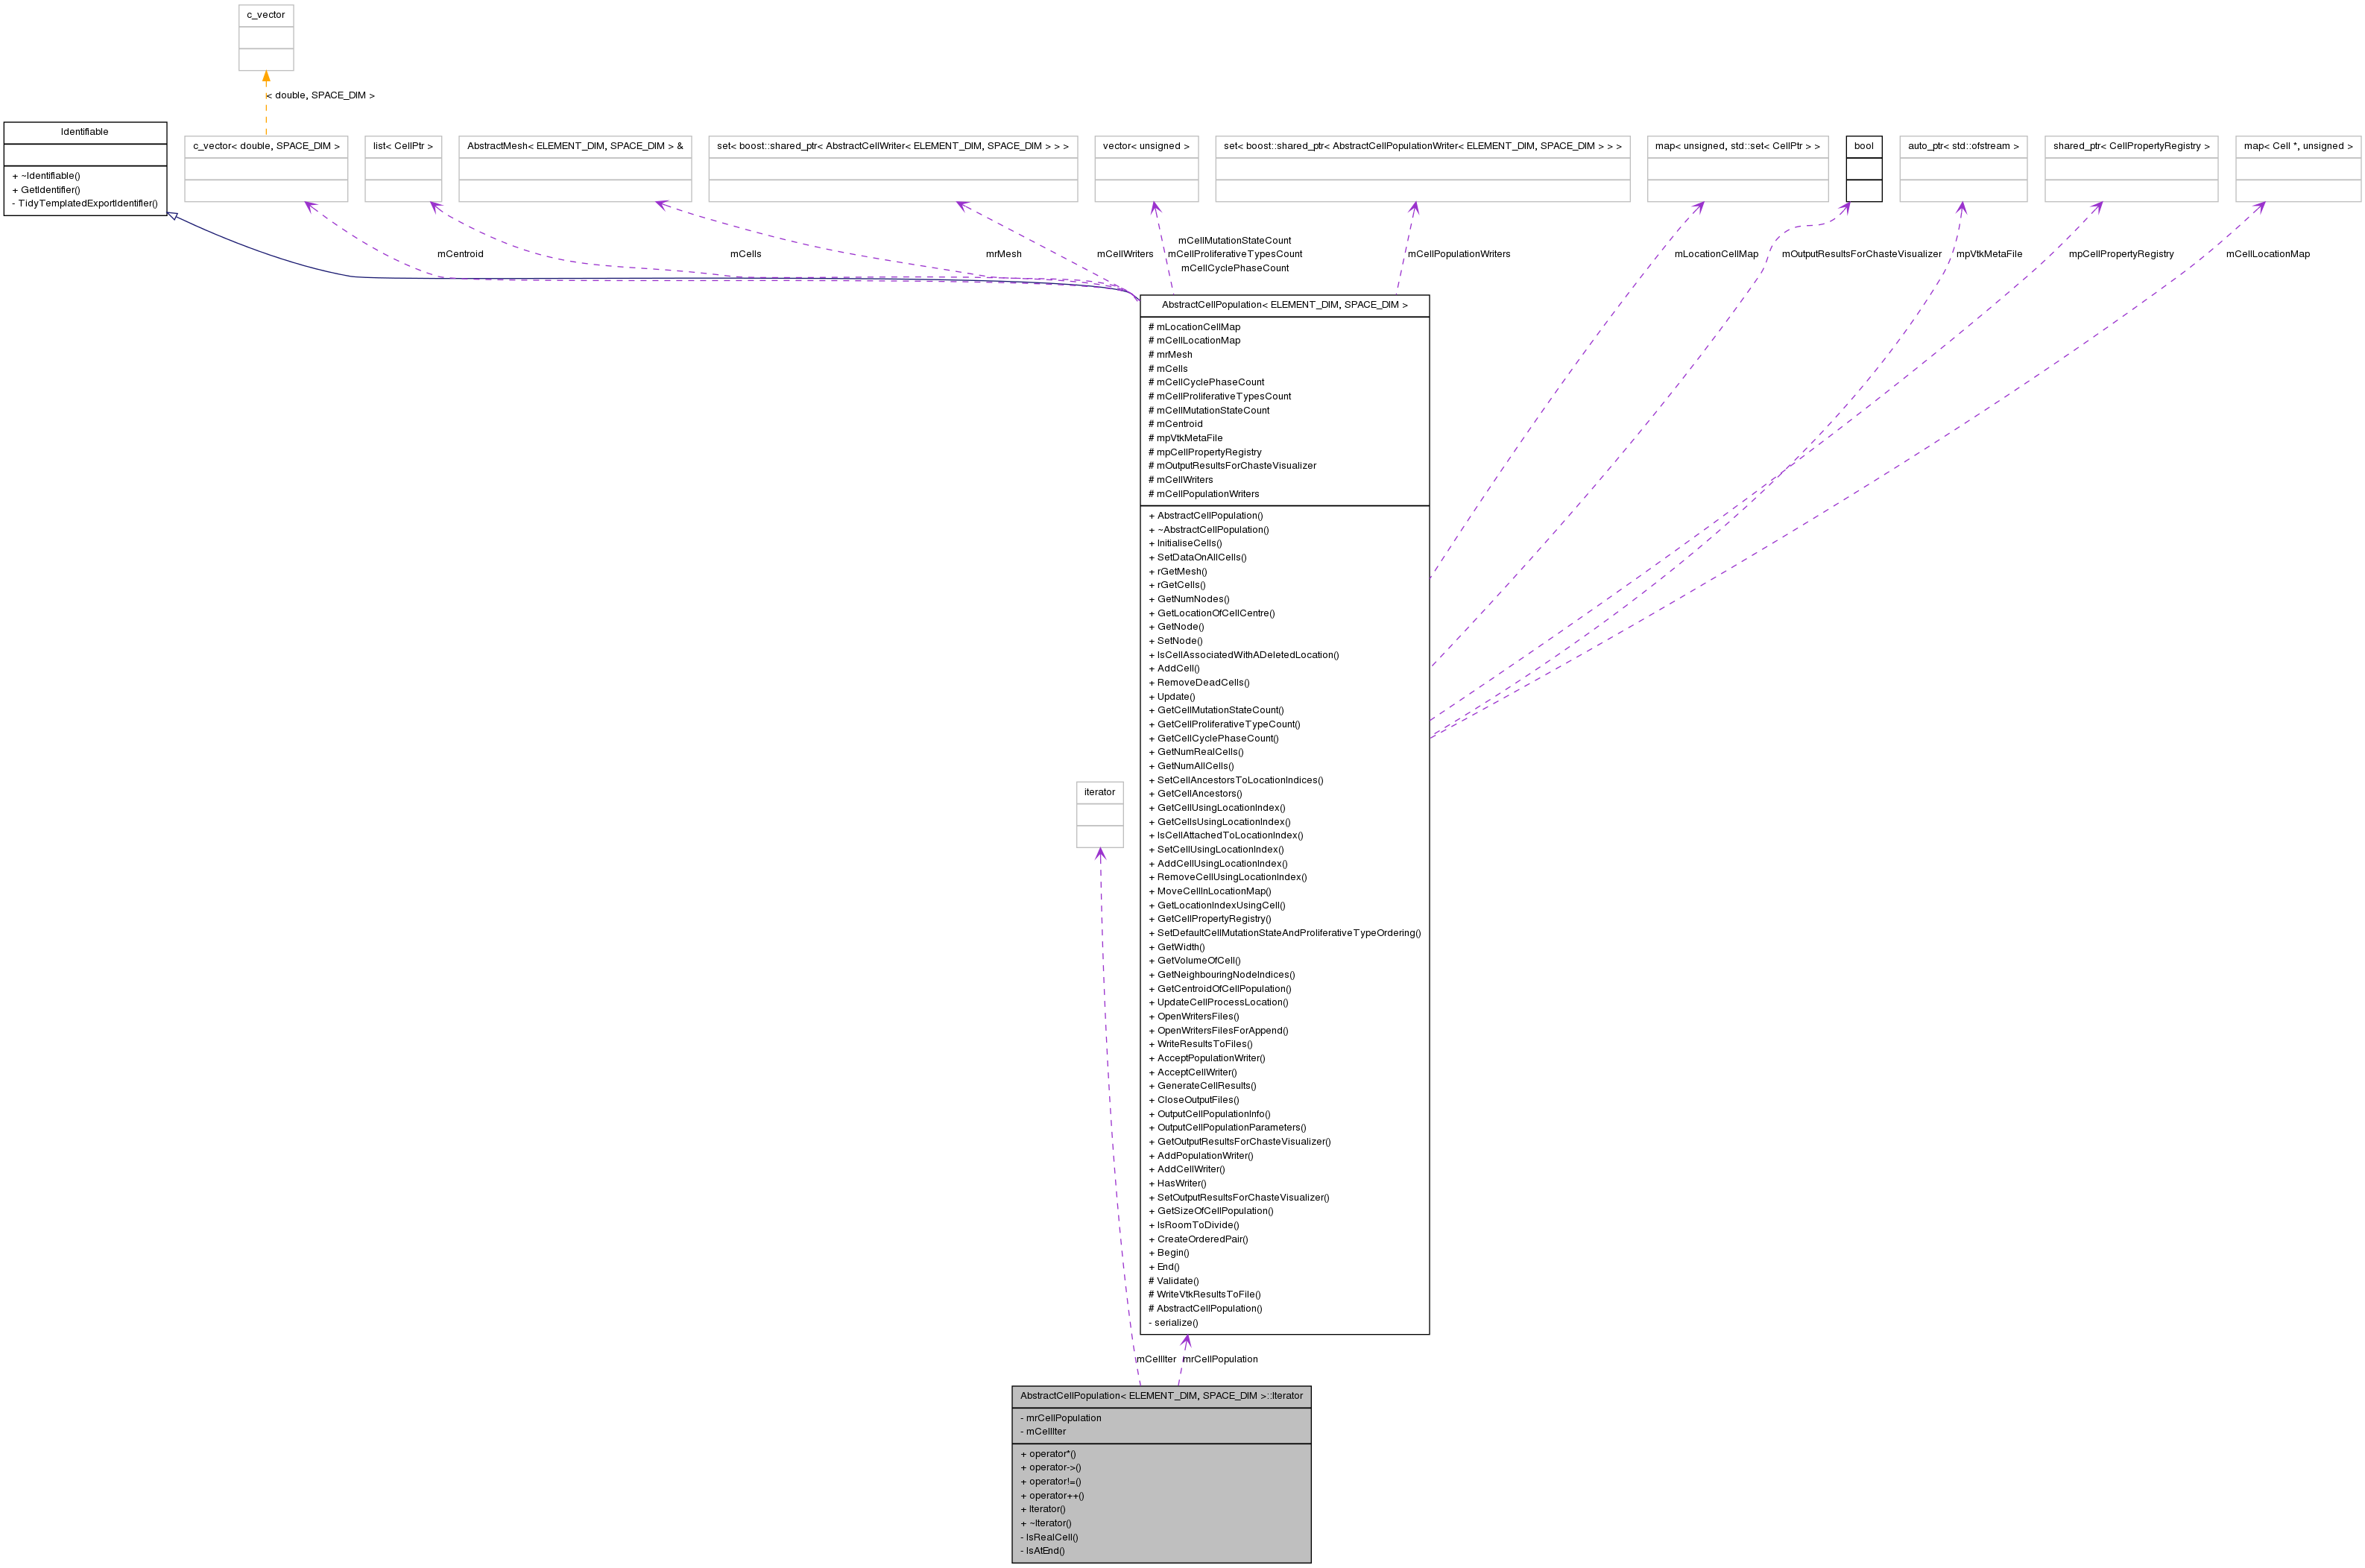 c_vector
< double, SPACE_DIM >
Identifiable
+ ~Identifiable()
+ GetIdentifier()
- TidyTemplatedExportIdentifier()
c_vector< double, SPACE_DIM >
list< CellPtr >
AbstractMesh< ELEMENT_DIM, SPACE_DIM > &
set< boost::shared_ptr< AbstractCellWriter< ELEMENT_DIM, SPACE_DIM > > >
vector< unsigned >
set< boost::shared_ptr< AbstractCellPopulationWriter< ELEMENT_DIM, SPACE_DIM > > >
map< unsigned, std::set< CellPtr > >
bool
auto_ptr< std::ofstream >
shared_ptr< CellPropertyRegistry >
map< Cell *, unsigned >
mCentroid
mCells
mrMesh
mCellWriters
mCellMutationStateCount
mCellProliferativeTypesCount
mCellCyclePhaseCount
mCellPopulationWriters
mLocationCellMap
mOutputResultsForChasteVisualizer
mpVtkMetaFile
mpCellPropertyRegistry
mCellLocationMap
AbstractCellPopulation< ELEMENT_DIM, SPACE_DIM >
# mLocationCellMap
# mCellLocationMap
# mrMesh
# mCells
# mCellCyclePhaseCount
# mCellProliferativeTypesCount
# mCellMutationStateCount
# mCentroid
# mpVtkMetaFile
# mpCellPropertyRegistry
# mOutputResultsForChasteVisualizer
# mCellWriters
# mCellPopulationWriters
+ AbstractCellPopulation()
+ ~AbstractCellPopulation()
+ InitialiseCells()
+ SetDataOnAllCells()
+ rGetMesh()
+ rGetCells()
+ GetNumNodes()
+ GetLocationOfCellCentre()
+ GetNode()
+ SetNode()
+ IsCellAssociatedWithADeletedLocation()
+ AddCell()
+ RemoveDeadCells()
+ Update()
+ GetCellMutationStateCount()
+ GetCellProliferativeTypeCount()
+ GetCellCyclePhaseCount()
+ GetNumRealCells()
+ GetNumAllCells()
+ SetCellAncestorsToLocationIndices()
+ GetCellAncestors()
+ GetCellUsingLocationIndex()
+ GetCellsUsingLocationIndex()
+ IsCellAttachedToLocationIndex()
+ SetCellUsingLocationIndex()
+ AddCellUsingLocationIndex()
+ RemoveCellUsingLocationIndex()
+ MoveCellInLocationMap()
+ GetLocationIndexUsingCell()
+ GetCellPropertyRegistry()
+ SetDefaultCellMutationStateAndProliferativeTypeOrdering()
+ GetWidth()
+ GetVolumeOfCell()
+ GetNeighbouringNodeIndices()
+ GetCentroidOfCellPopulation()
+ UpdateCellProcessLocation()
+ OpenWritersFiles()
+ OpenWritersFilesForAppend()
+ WriteResultsToFiles()
+ AcceptPopulationWriter()
+ AcceptCellWriter()
+ GenerateCellResults()
+ CloseOutputFiles()
+ OutputCellPopulationInfo()
+ OutputCellPopulationParameters()
+ GetOutputResultsForChasteVisualizer()
+ AddPopulationWriter()
+ AddCellWriter()
+ HasWriter()
+ SetOutputResultsForChasteVisualizer()
+ GetSizeOfCellPopulation()
+ IsRoomToDivide()
+ CreateOrderedPair()
+ Begin()
+ End()
# Validate()
# WriteVtkResultsToFile()
# AbstractCellPopulation()
- serialize()
iterator
mCellIter
mrCellPopulation
AbstractCellPopulation< ELEMENT_DIM, SPACE_DIM >::Iterator
- mrCellPopulation
- mCellIter
+ operator*()
+ operator->()
+ operator!=()
+ operator++()
+ Iterator()
+ ~Iterator()
- IsRealCell()
- IsAtEnd()